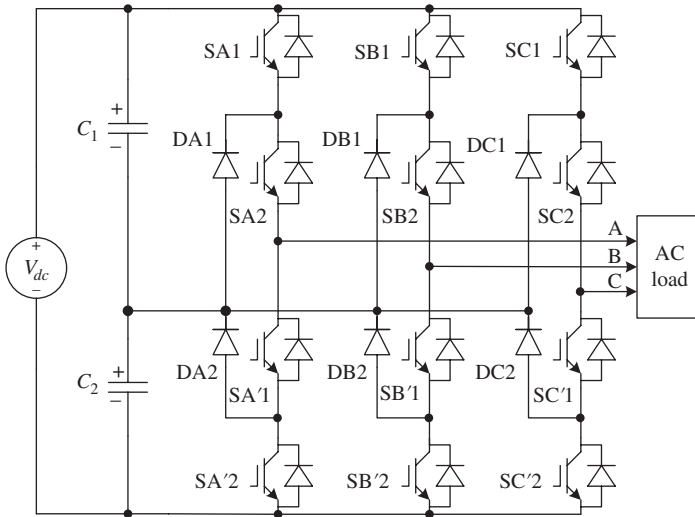 SA1
SB1
SC1
+
C1
−
DA1
DB1
DC1
SA2
SB2
SC2
A
B
C
AC
load
+
Vdc
−
+
C2
−
DA2
DB2
DC2
SA′1
SB′1
SC′1
SA′2
SB′2
SC′2